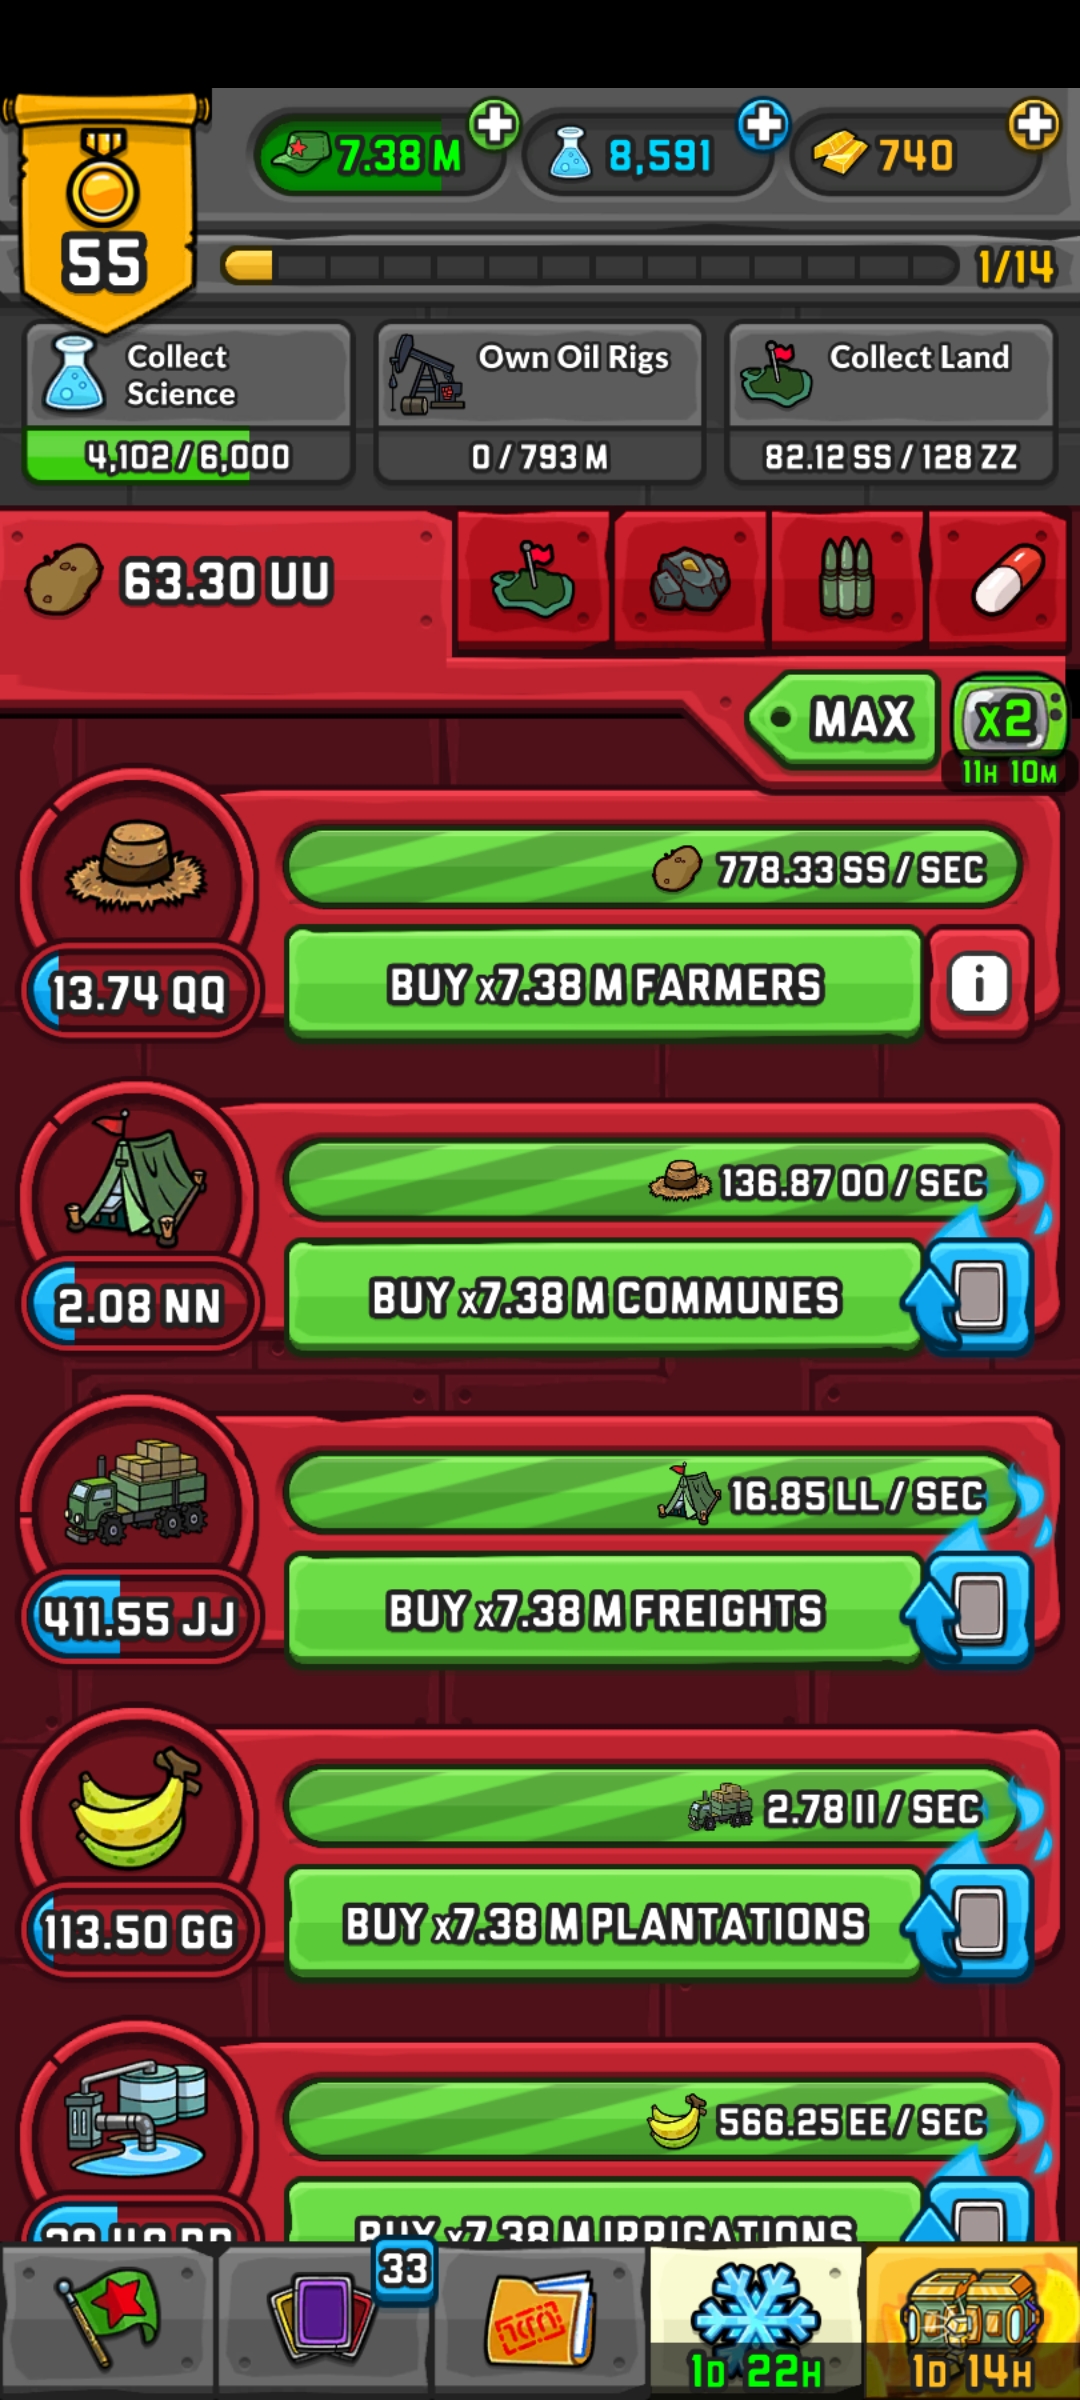 55
7.38 M
8,591
740
1/14
Collect
Science
4,102 / 6,000
Own Oil Rigs
0 / 793 M
Collect Land
82.12 SS / 128 ZZ
63.30 UU
MAX
x2
11H 10M
778.33 SS / SEC
13.74 QQ
BUY x7.38 M FARMERS
i
136.87 OO / SEC
2.08 NN
BUY x7.38 M COMMUNES
16.85 LL / SEC
411.55 JJ
BUY x7.38 M FREIGHTS
2.78 II / SEC
113.50 GG
BUY x7.38 M PLANTATIONS
566.25 EE / SEC
BUY x7.38 M IRRIGATIONS
33
1D 22H
1D 14H